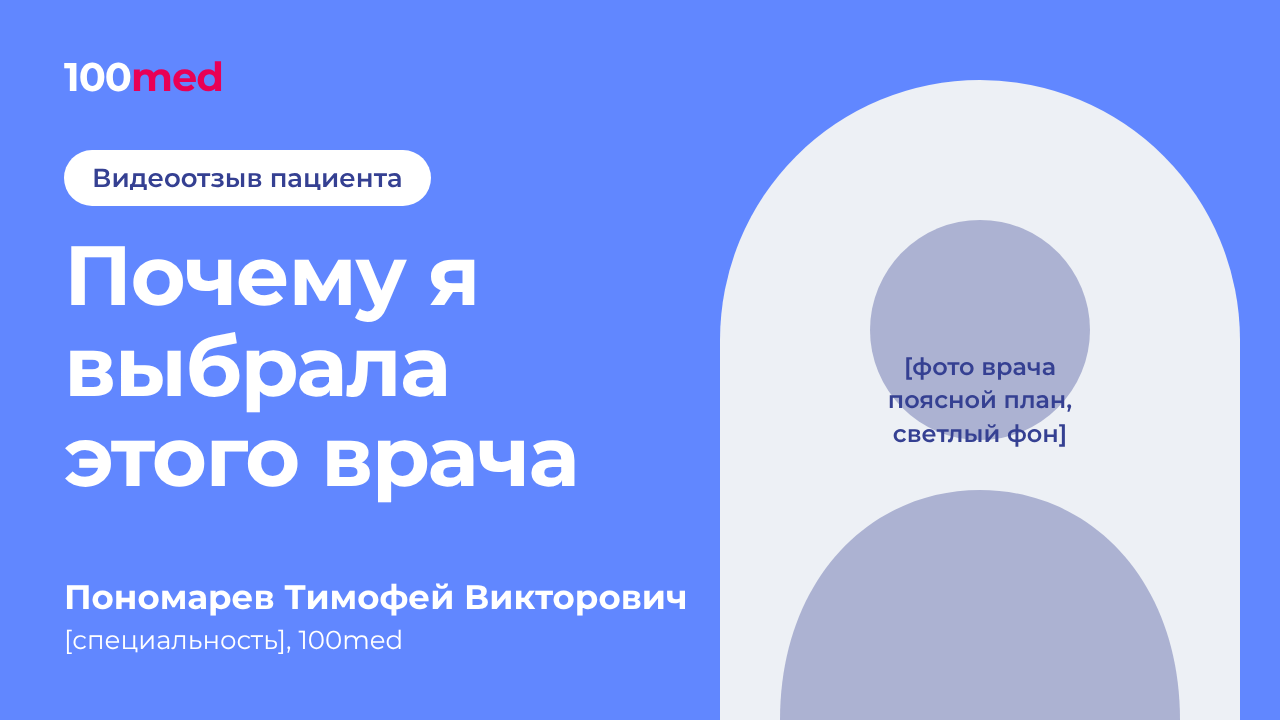 100med
Видеоотзыв пациента
Почему я
выбрала
этого врача
Пономарев Тимофей Викторович
[специальность], 100med
[фото врача
поясной план,
светлый фон]